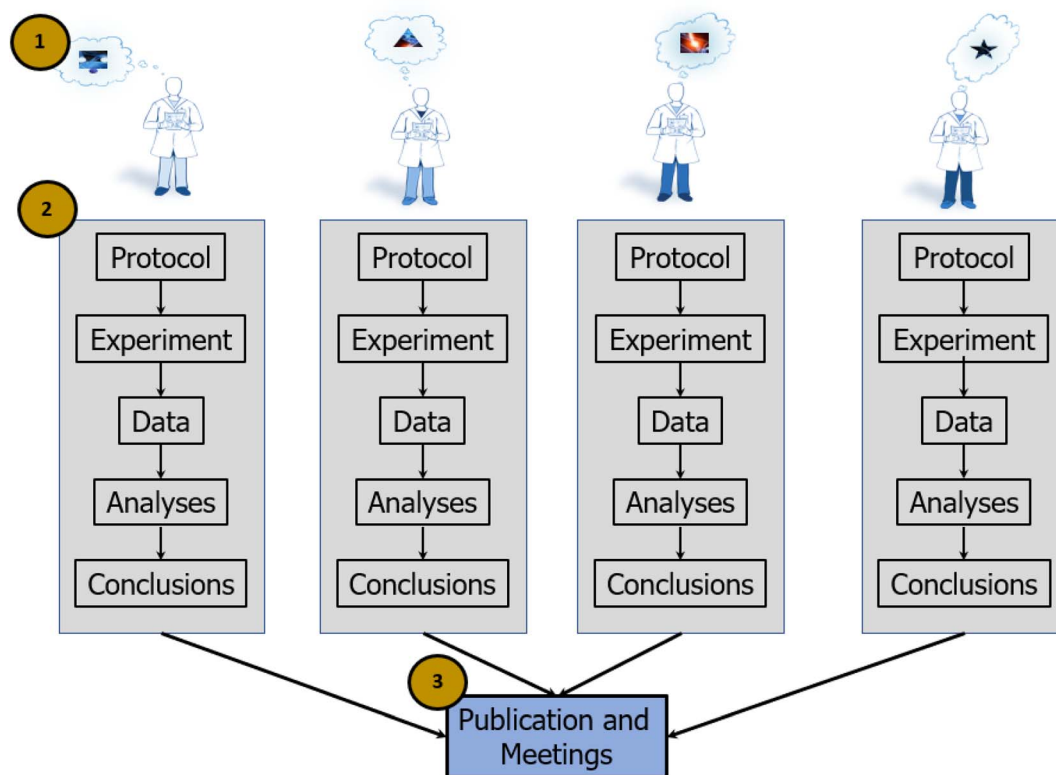 1
2
Protocol
Protocol
Protocol
Protocol
Experiment
Experiment
Experiment
Experiment
Data
Data
Data
Data
Analyses
Analyses
Analyses
Analyses
Conclusions
Conclusions
Conclusions
Conclusions
3
Publication and
Meetings